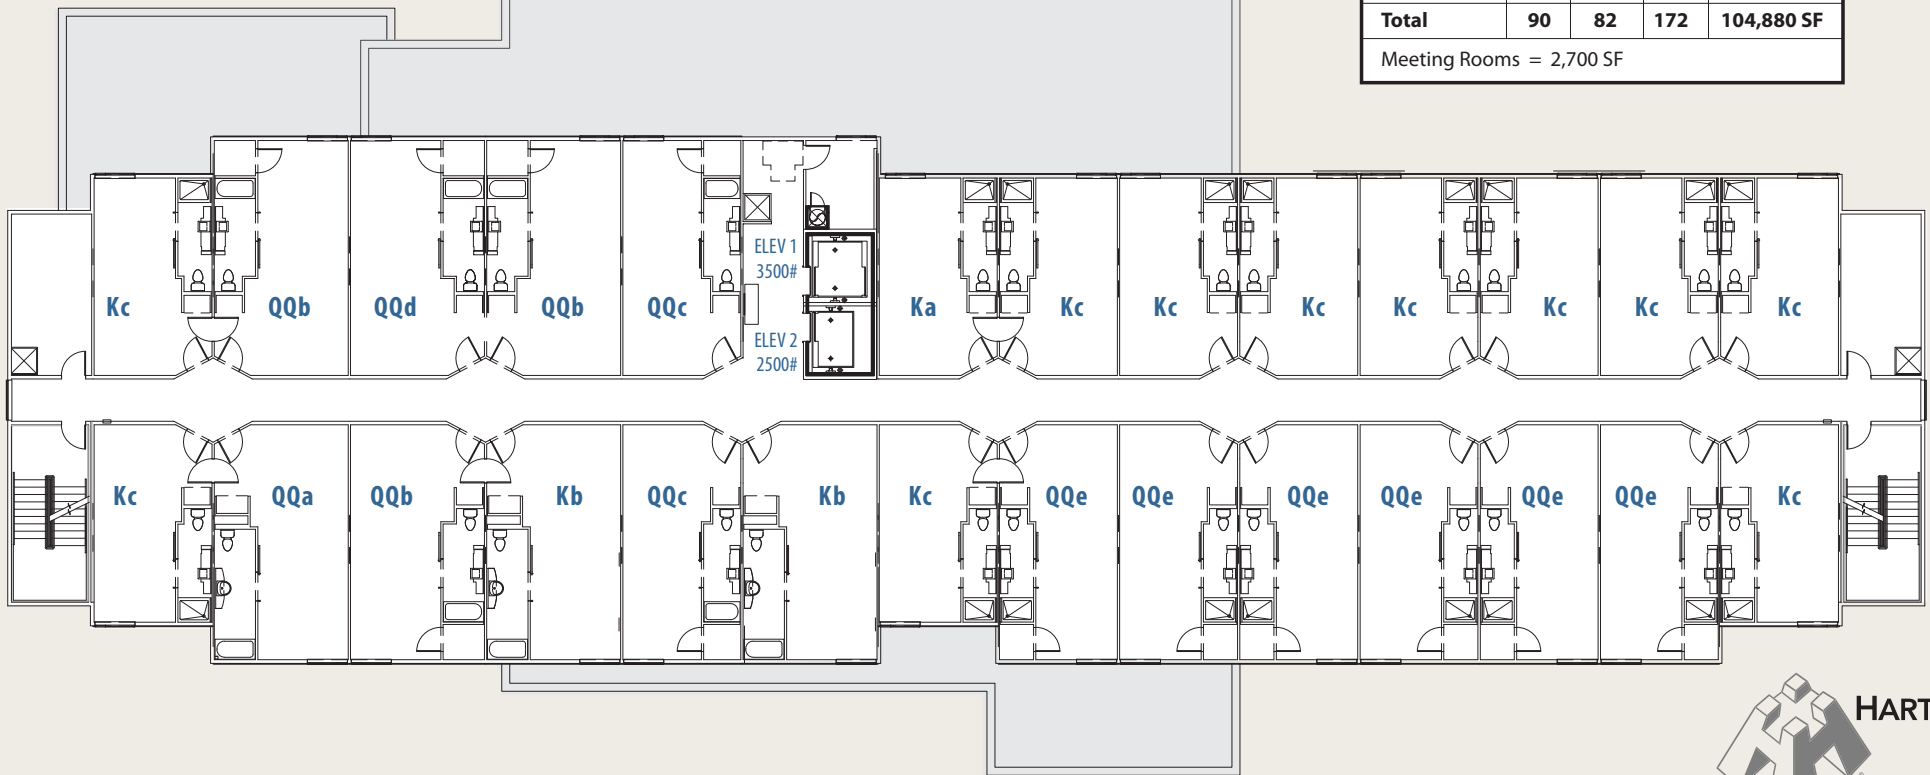 Total 90 82 172 104,880 SF
Meeting Rooms = 2,700 SF
ELEV 1
3500#
Kc QQb QQd QQb QQc Ka Kc Kc Kc Kc Kc Kc Kc
ELEV 2
2500#
Kc QQa QQb Kb QQc Kb Kc QQe QQe QQe QQe QQe QQe Kc
HART